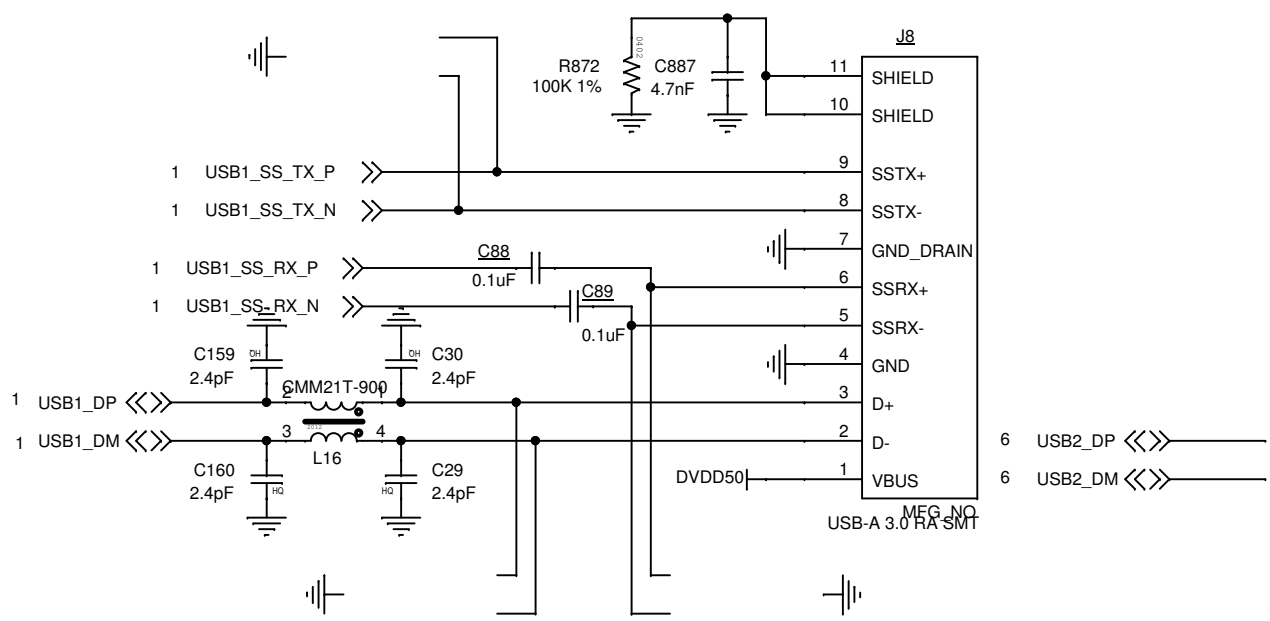 J8
0402
R872
100K 1%
C887
4.7nF
11
SHIELD
10
SHIELD
1 USB1_SS_TX_P
9
SSTX+
1 USB1_SS_TX_N
8
SSTX-
7
GND_DRAIN
1 USB1_SS_RX_P
C88
0.1uF
6
SSRX+
1 USB1_SS_RX_N
C89
0.1uF
5
SSRX-
C159
2.4pF
HQ
HQ
C30
2.4pF
4
GND
CMM21T-900
1 USB1_DP
2
1
3
D+
2012
1 USB1_DM
3
4
2
D-
L16
C160
2.4pF
HQ
HQ
C29
2.4pF
DVDD50
1
VBUS
MFG_NO
USB-A 3.0 RA SMT
6 USB2_DP
6 USB2_DM